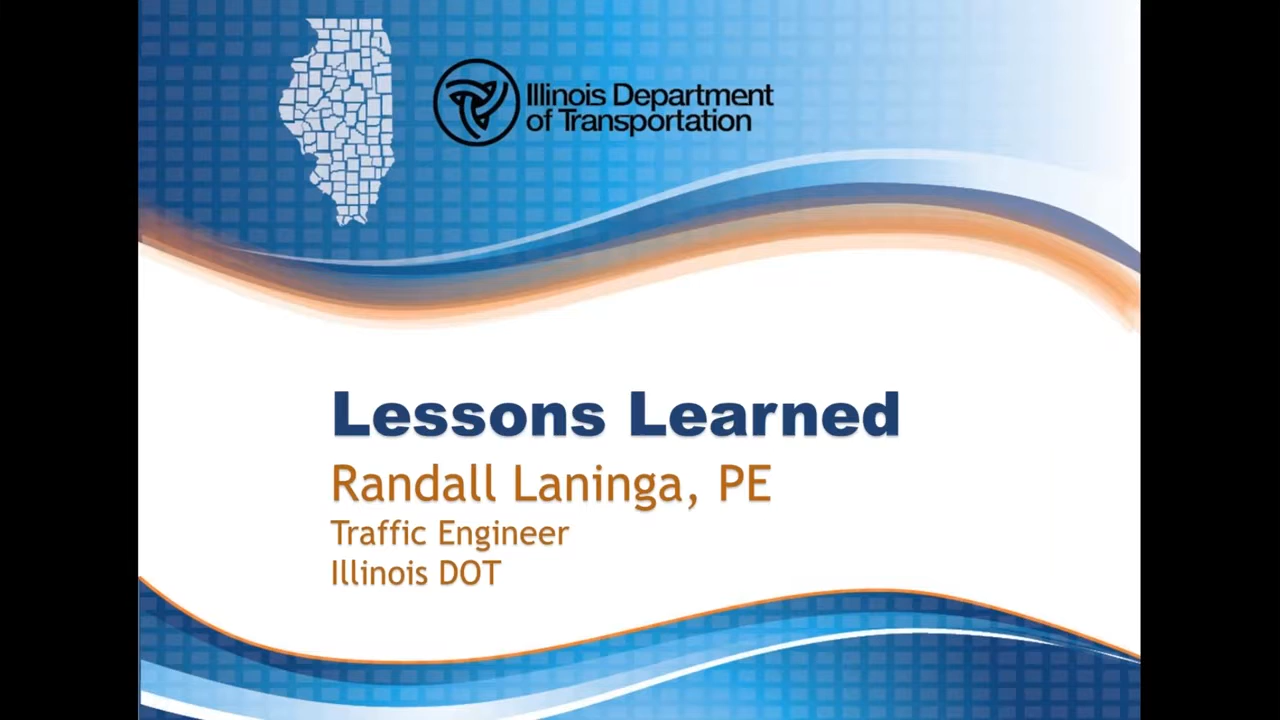 Illinois Department
of Transportation
Lessons Learned
Randall Laninga, PE
Traffic Engineer
Illinois DOT